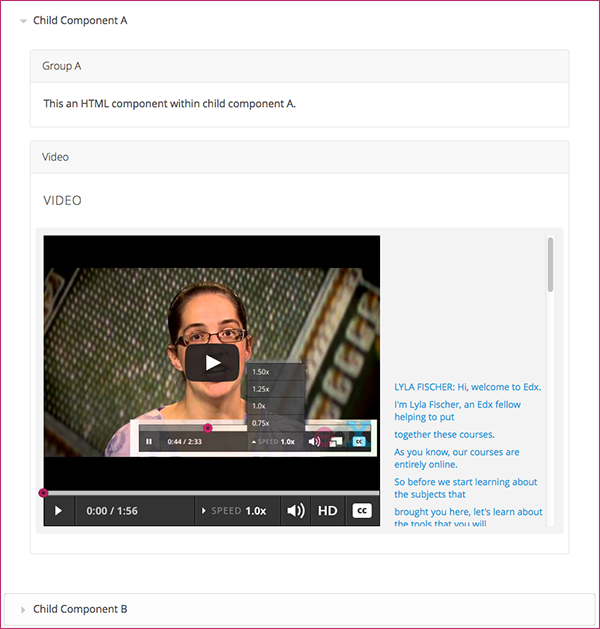 Child Component A
Group A
This an HTML component within child component A.
Video
VIDEO
1.50x
1.25x
1.0x
0.75x
0:44 / 2:33
SPEED 1.0x
cc
0:00 / 1:56
SPEED 1.0x
HD
cc
LYLA FISCHER: Hi, welcome to Edx.
I'm Lyla Fischer, an Edx fellow
helping to put
together these courses.
As you know, our courses are
entirely online.
So before we start learning about
the subjects that
brought you here, let's learn about
the tools that you will
Child Component B